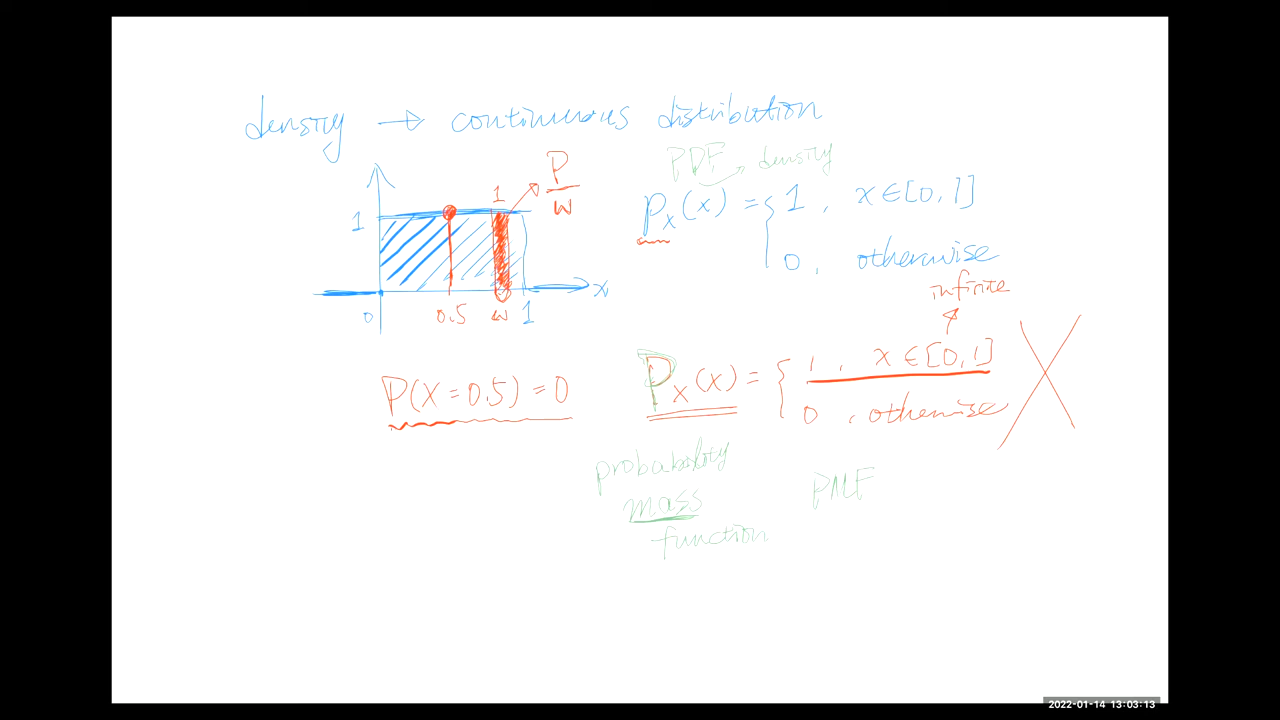 density → continuous distribution
PDF → density
p_x(x) = { 1 , x ∈ [0, 1]
0 , otherwise
P
w
1
1
0
0.5
w
1
x
infinite
P_x(x) = { 1 , x ∈ [0, 1]
0 , otherwise
P(X = 0.5) = 0
probability
mass
function
PMF
2022-01-14 13:03:13